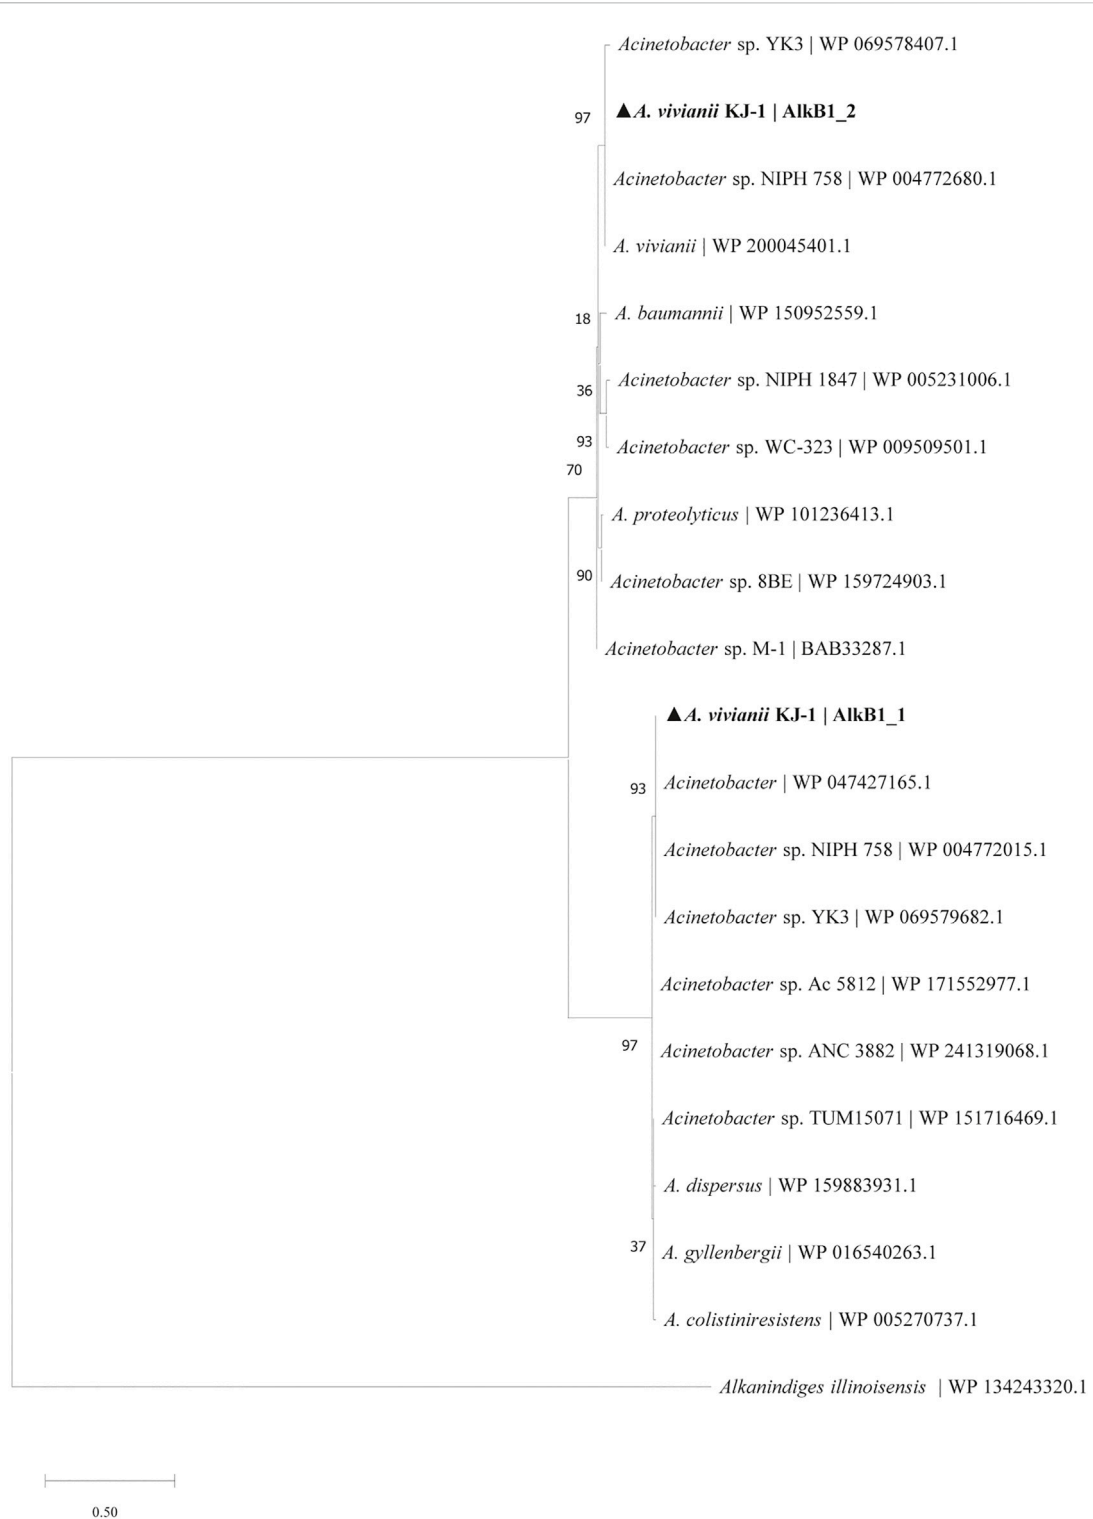 Acinetobacter sp. YK3 | WP 069578407.1
97
▲A. vivianii KJ-1 | AlkB1_2
Acinetobacter sp. NIPH 758 | WP 004772680.1
A. vivianii | WP 200045401.1
18
A. baumannii | WP 150952559.1
36
Acinetobacter sp. NIPH 1847 | WP 005231006.1
93
Acinetobacter sp. WC-323 | WP 009509501.1
70
A. proteolyticus | WP 101236413.1
90
Acinetobacter sp. 8BE | WP 159724903.1
Acinetobacter sp. M-1 | BAB33287.1
▲A. vivianii KJ-1 | AlkB1_1
93
Acinetobacter | WP 047427165.1
Acinetobacter sp. NIPH 758 | WP 004772015.1
Acinetobacter sp. YK3 | WP 069579682.1
Acinetobacter sp. Ac 5812 | WP 171552977.1
97
Acinetobacter sp. ANC 3882 | WP 241319068.1
Acinetobacter sp. TUM15071 | WP 151716469.1
A. dispersus | WP 159883931.1
37
A. gyllenbergii | WP 016540263.1
A. colistiniresistens | WP 005270737.1
Alkanindiges illinoisensis | WP 134243320.1
0.50